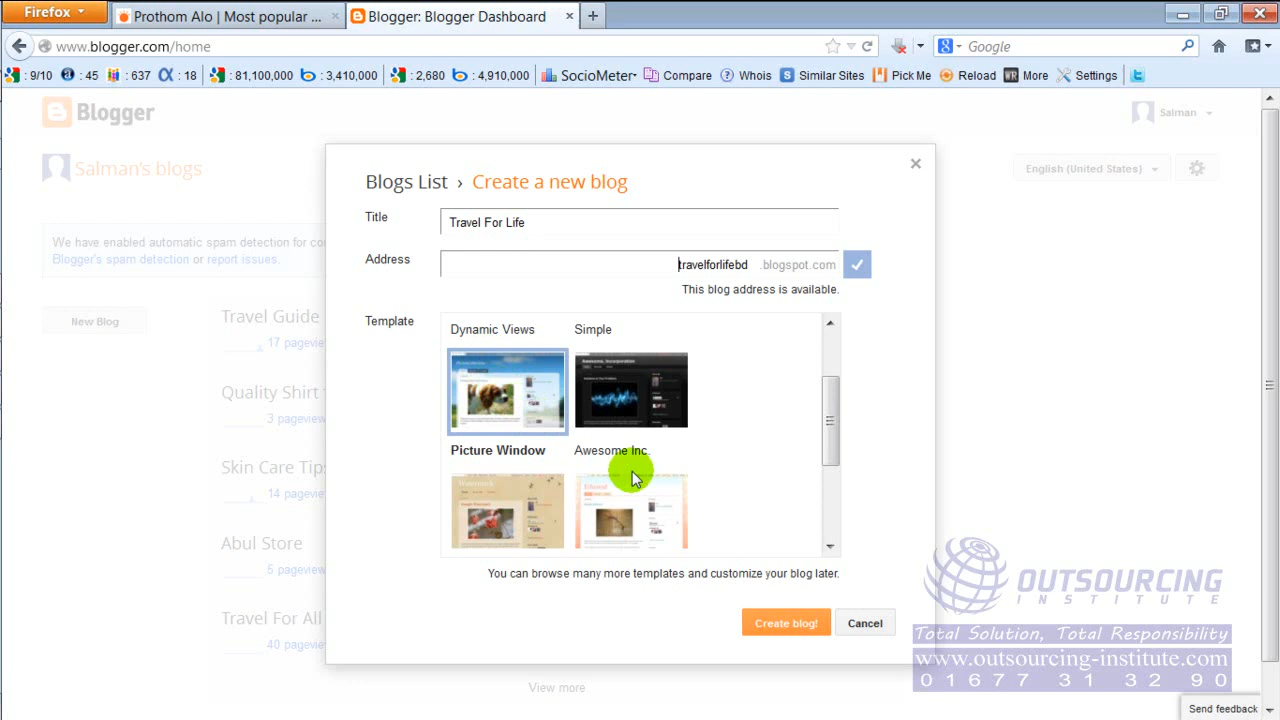 Firefox
Prothom Alo | Most popular ...
Blogger: Blogger Dashboard
www.blogger.com/home
Google
: 9/10 : 45 : 637 : 18 : 81,100,000 : 3,410,000 : 2,680 : 4,910,000 SocioMeter Compare Whois Similar Sites Pick Me Reload More Settings
Blogger
Salman
Salman's blogs
English (United States)
We have enabled automatic spam detection for co
Blogger's spam detection or report issues.
New Blog
Travel Guide
17 pageview
Quality Shirt
3 pageview
Skin Care Tips
14 pageview
Abul Store
5 pageview
Travel For All
40 pageview
View more
Blogs List › Create a new blog
Title
Travel For Life
Address
travelforlifebd .blogspot.com
This blog address is available.
Template
Dynamic Views Simple
Picture Window Awesome Inc.
You can browse many more templates and customize your blog later.
Create blog! Cancel
OUTSOURCING
INSTITUTE
Total Solution, Total Responsibility
www.outsourcing-institute.com
01677 31 32 90
Send feedback